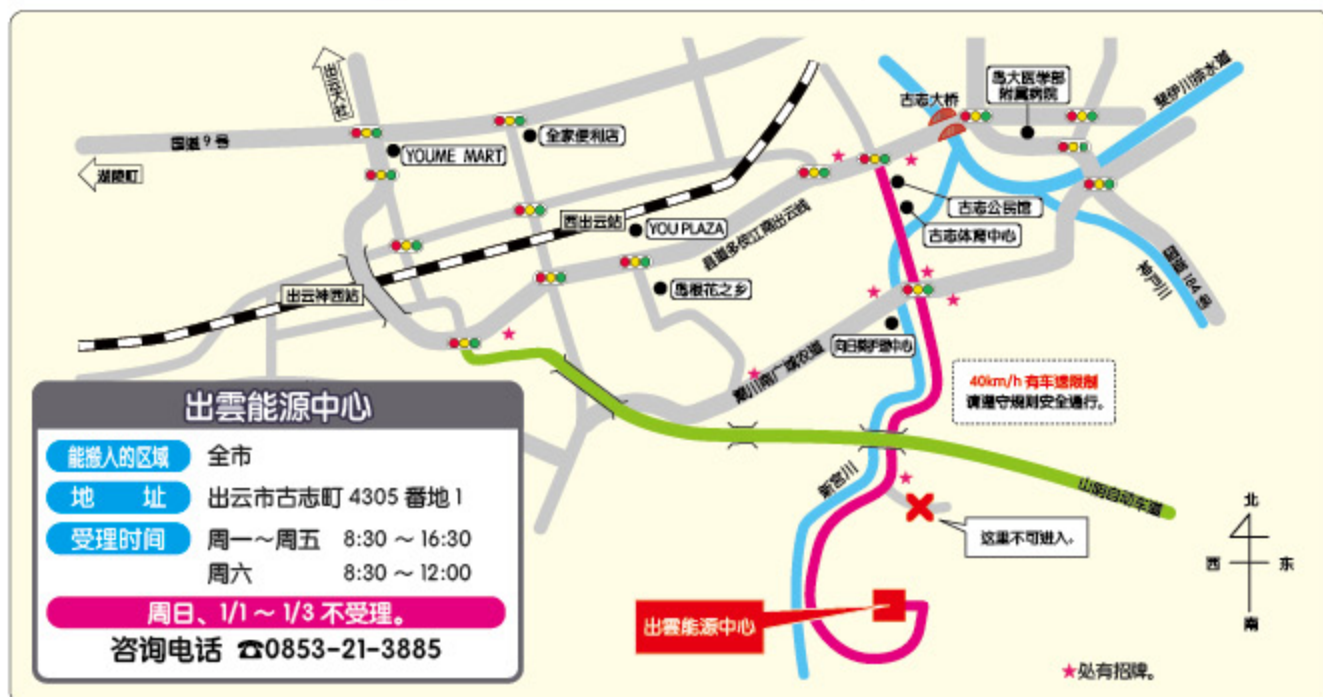 出雲大社
国道9号
湖陵町
YOUME MART
全家便利店
西出云站
YOU PLAZA
县道多伎江南出云线
岛根花之乡
出云神西站
古志大桥
岛大医学部
附属病院
斐伊川排水道
古志公民馆
古志体育中心
国道184号
神戸川
向日葵护理中心
广域农道
40km/h 有车速限制
请遵守规则安全通行。
新宫川
山阴自动车道
这里不可进入。
出雲能源中心
北
西
东
南
★处有招牌。
出雲能源中心
能搬入的区域 全市
地 址 出云市古志町 4305 番地 1
受理时间 周一～周五 8:30 ～ 16:30
周六 8:30 ～ 12:00
周日、1/1 ～ 1/3 不受理。
咨询电话 ☎0853-21-3885